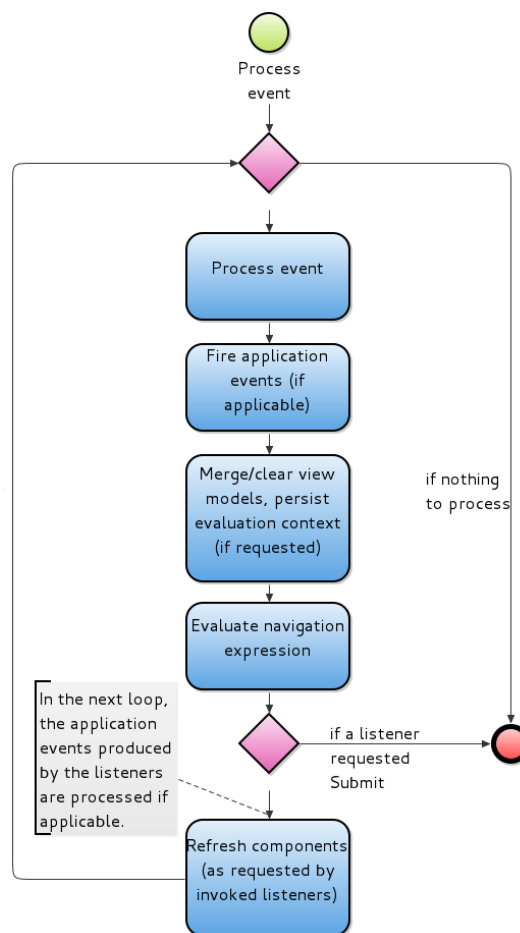 Process
event
Process event
Fire application
events (if
applicable)
Merge/clear view
models, persist
evaluation context
(if requested)
if nothing
to process
Evaluate navigation
expression
In the next loop,
the application
events produced
by the listeners
are processed if
applicable.
if a listener
requested
Submit
Refresh components
(as requested by
invoked listeners)